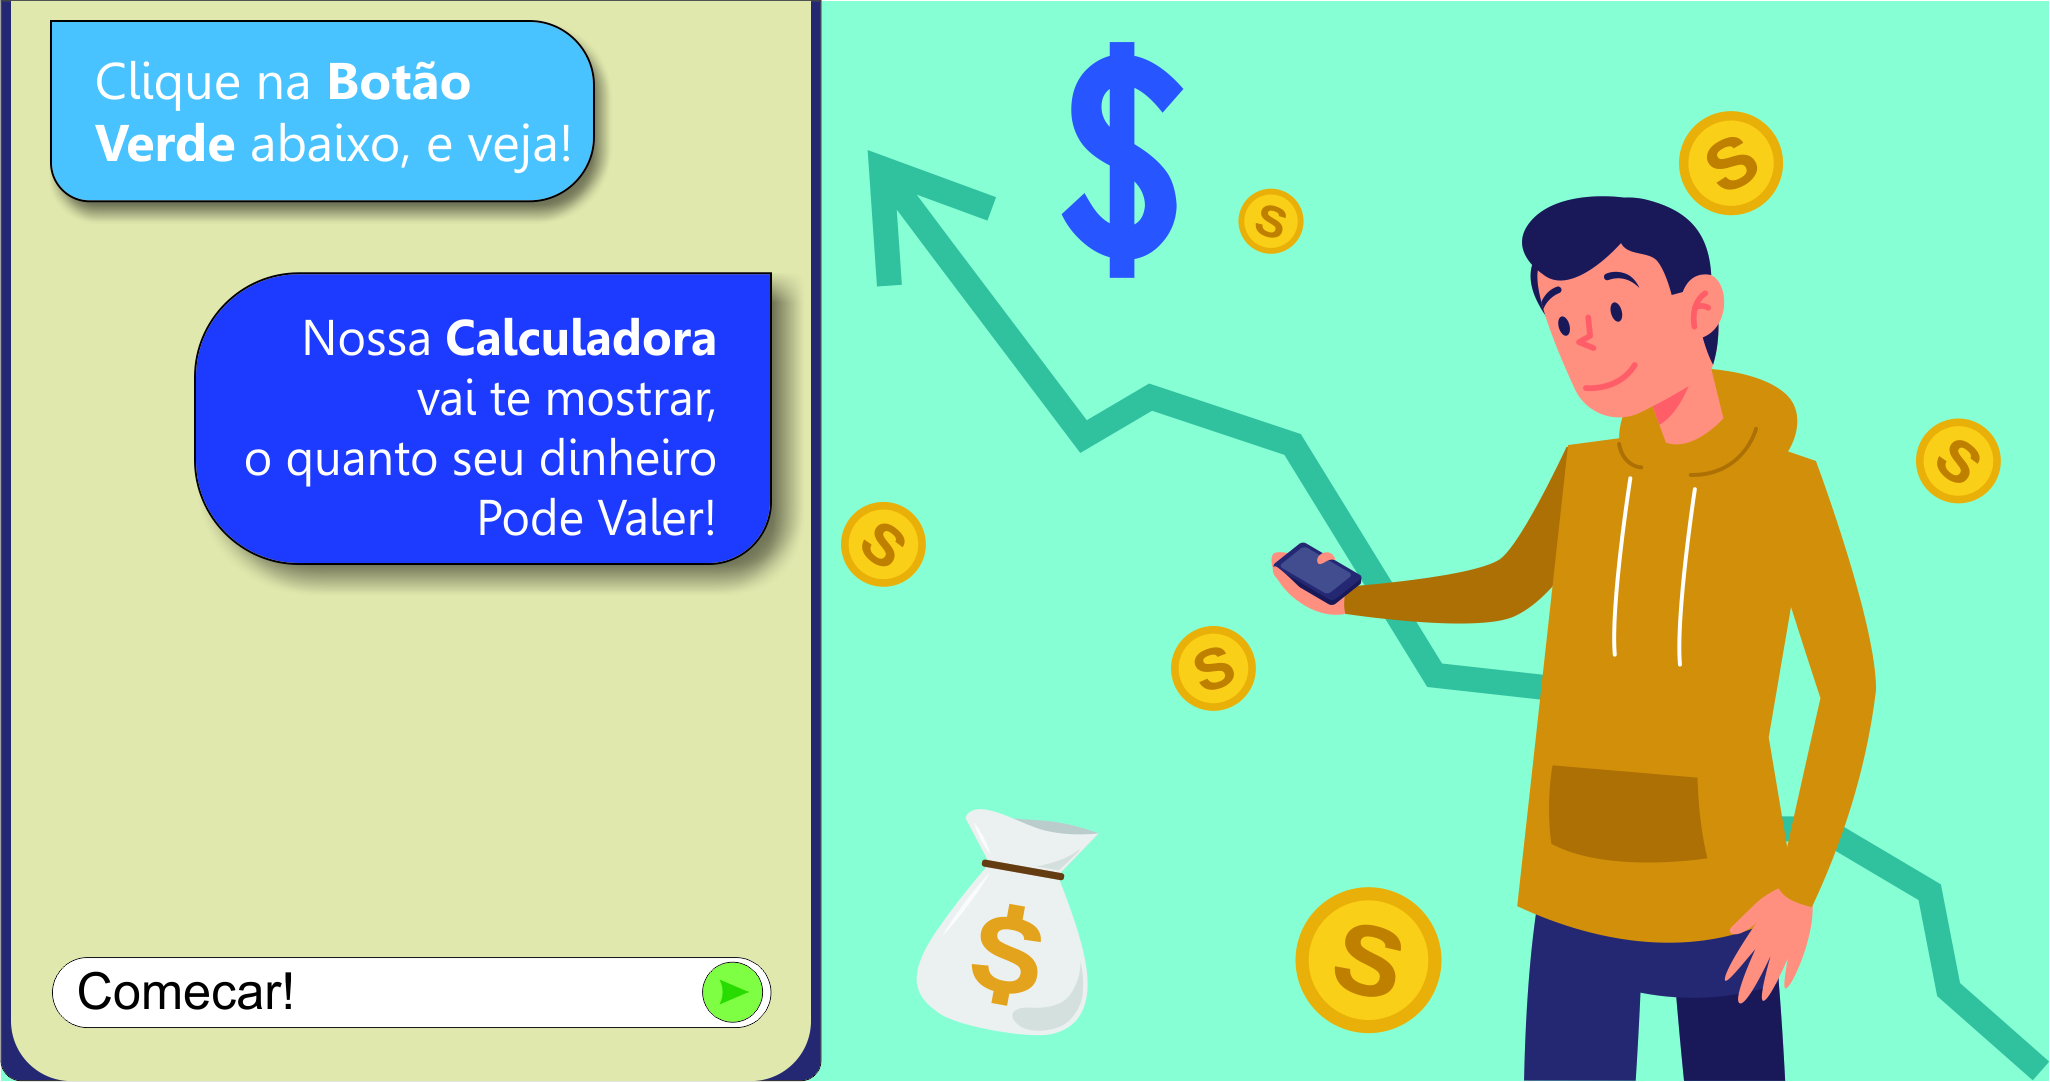 Clique na Botão
Verde abaixo, e veja!
Nossa Calculadora
vai te mostrar,
o quanto seu dinheiro
Pode Valer!
Comecar!
$
S
S
S
S
S
$
S